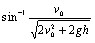 sin⁻¹ v₀/√(2v₀² + 2gh)